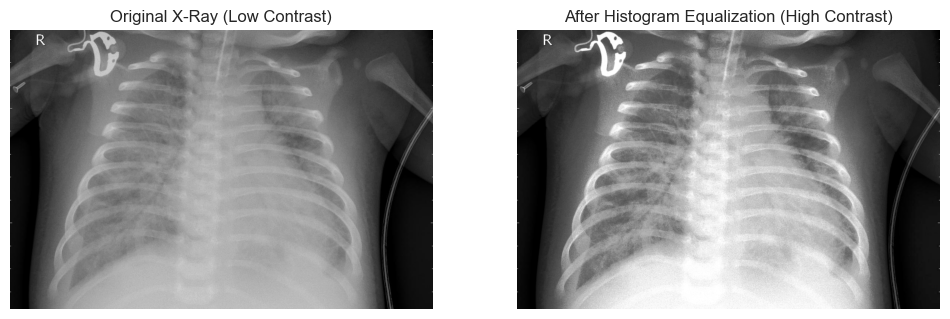 Original X-Ray (Low Contrast)
After Histogram Equalization (High Contrast)
R
R